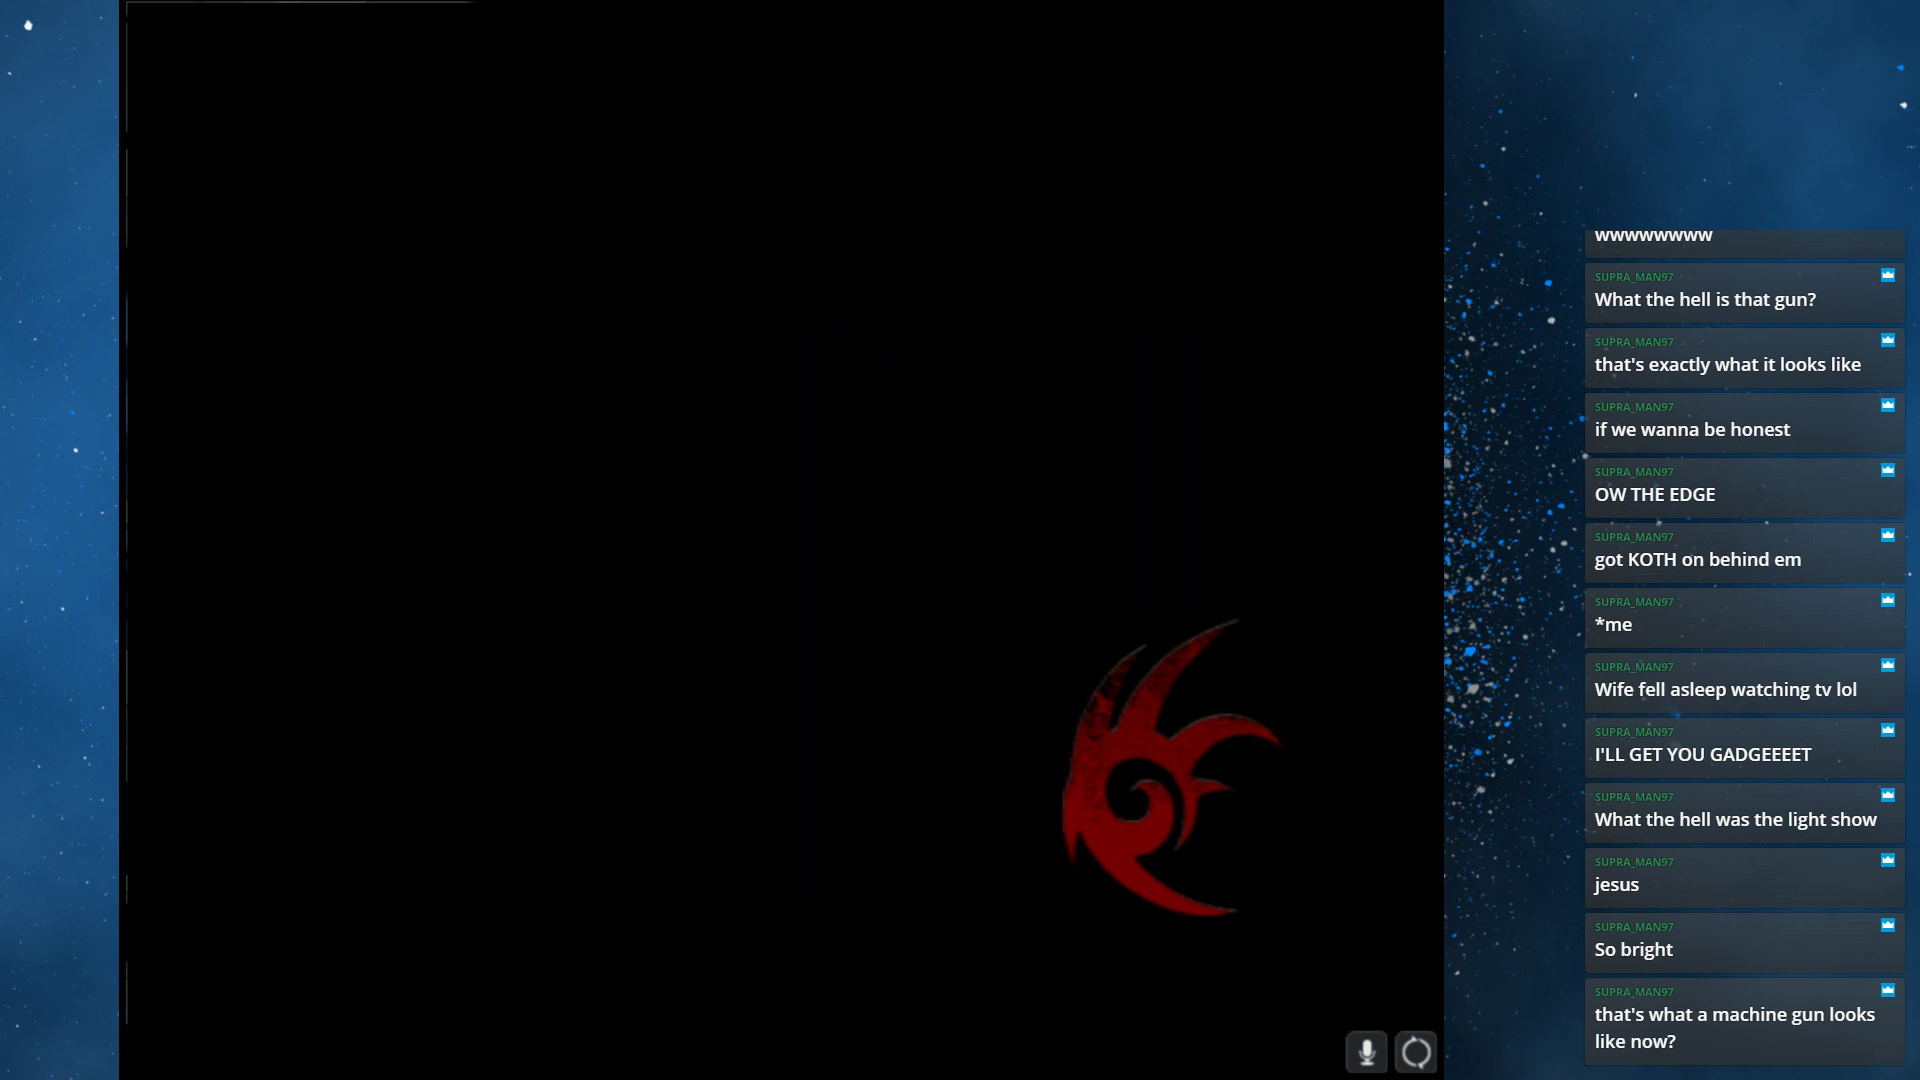 wwwwwwww
SUPRA_MAN97
What the hell is that gun?
SUPRA_MAN97
that's exactly what it looks like
SUPRA_MAN97
if we wanna be honest
SUPRA_MAN97
OW THE EDGE
SUPRA_MAN97
got KOTH on behind em
SUPRA_MAN97
*me
SUPRA_MAN97
Wife fell asleep watching tv lol
SUPRA_MAN97
I'LL GET YOU GADGEEEET
SUPRA_MAN97
What the hell was the light show
SUPRA_MAN97
jesus
SUPRA_MAN97
So bright
SUPRA_MAN97
that's what a machine gun looks
like now?